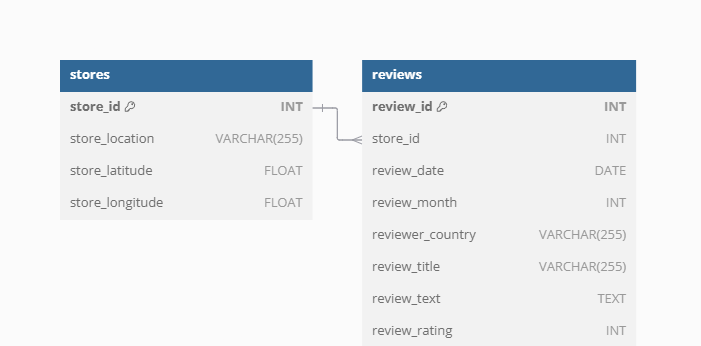 stores
store_id INT
store_location VARCHAR(255)
store_latitude FLOAT
store_longitude FLOAT
reviews
review_id INT
store_id INT
review_date DATE
review_month INT
reviewer_country VARCHAR(255)
review_title VARCHAR(255)
review_text TEXT
review_rating INT